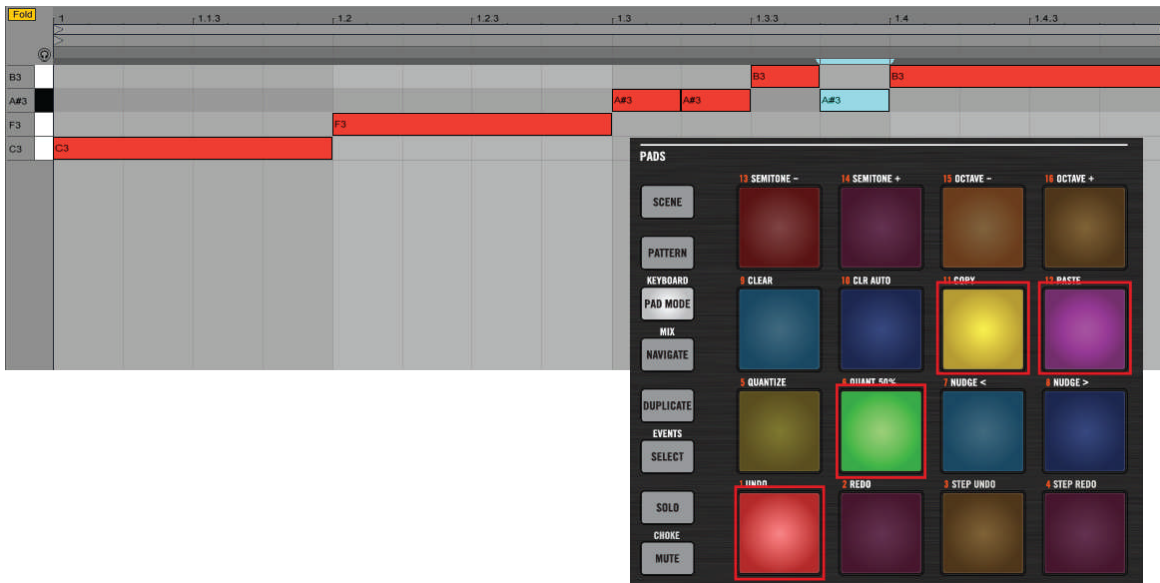 Fold
1 1.1.3 1.2 1.2.3 1.3 1.3.3 1.4 1.4.3
B3 B3 B3
A#3 A#3 A#3 A#3
F3 F3
C3 C3
PADS
13 SEMITONE - 14 SEMITONE + 15 OCTAVE - 16 OCTAVE +
SCENE
PATTERN
KEYBOARD 9 CLEAR 10 CLR AUTO 11 COPY 12 PASTE
PAD MODE
MIX
NAVIGATE
5 QUANTIZE 6 QUANT 50% 7 NUDGE < 8 NUDGE >
DUPLICATE
EVENTS
SELECT
1 UNDO 2 REDO 3 STEP UNDO 4 STEP REDO
SOLO
CHOKE
MUTE